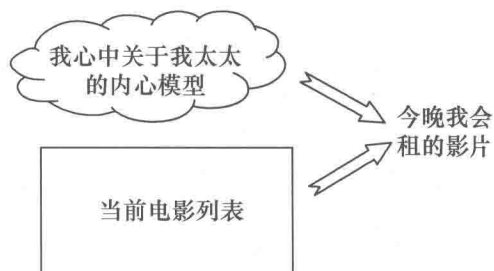 我心中关于我太太
的内心模型
今晚我会
租的影片
当前电影列表